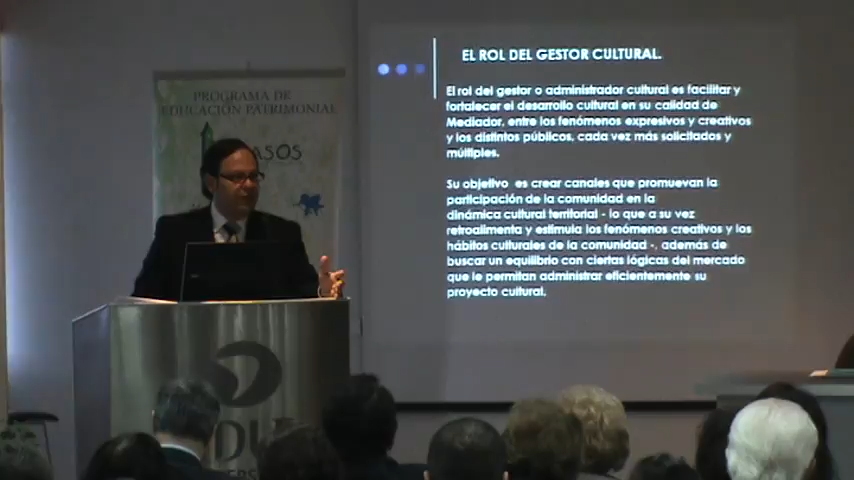 EL ROL DEL GESTOR CULTURAL.
El rol del gestor o administrador cultural es facilitar y
fortalecer el desarrollo cultural en su calidad de
Mediador, entre los fenómenos expresivos y creativos
y los distintos públicos, cada vez más solicitados y
múltiples.
Su objetivo es crear canales que promuevan la
participación de la comunidad en la
dinámica cultural territorial - lo que a su vez
retroalimenta y estimula los fenómenos creativos y los
hábitos culturales de la comunidad -, además de
buscar un equilibrio con ciertas lógicas del mercado
que le permitan administrar eficientemente su
proyecto cultural.
PROGRAMA DE
EDUCACIÓN PATRIMONIAL